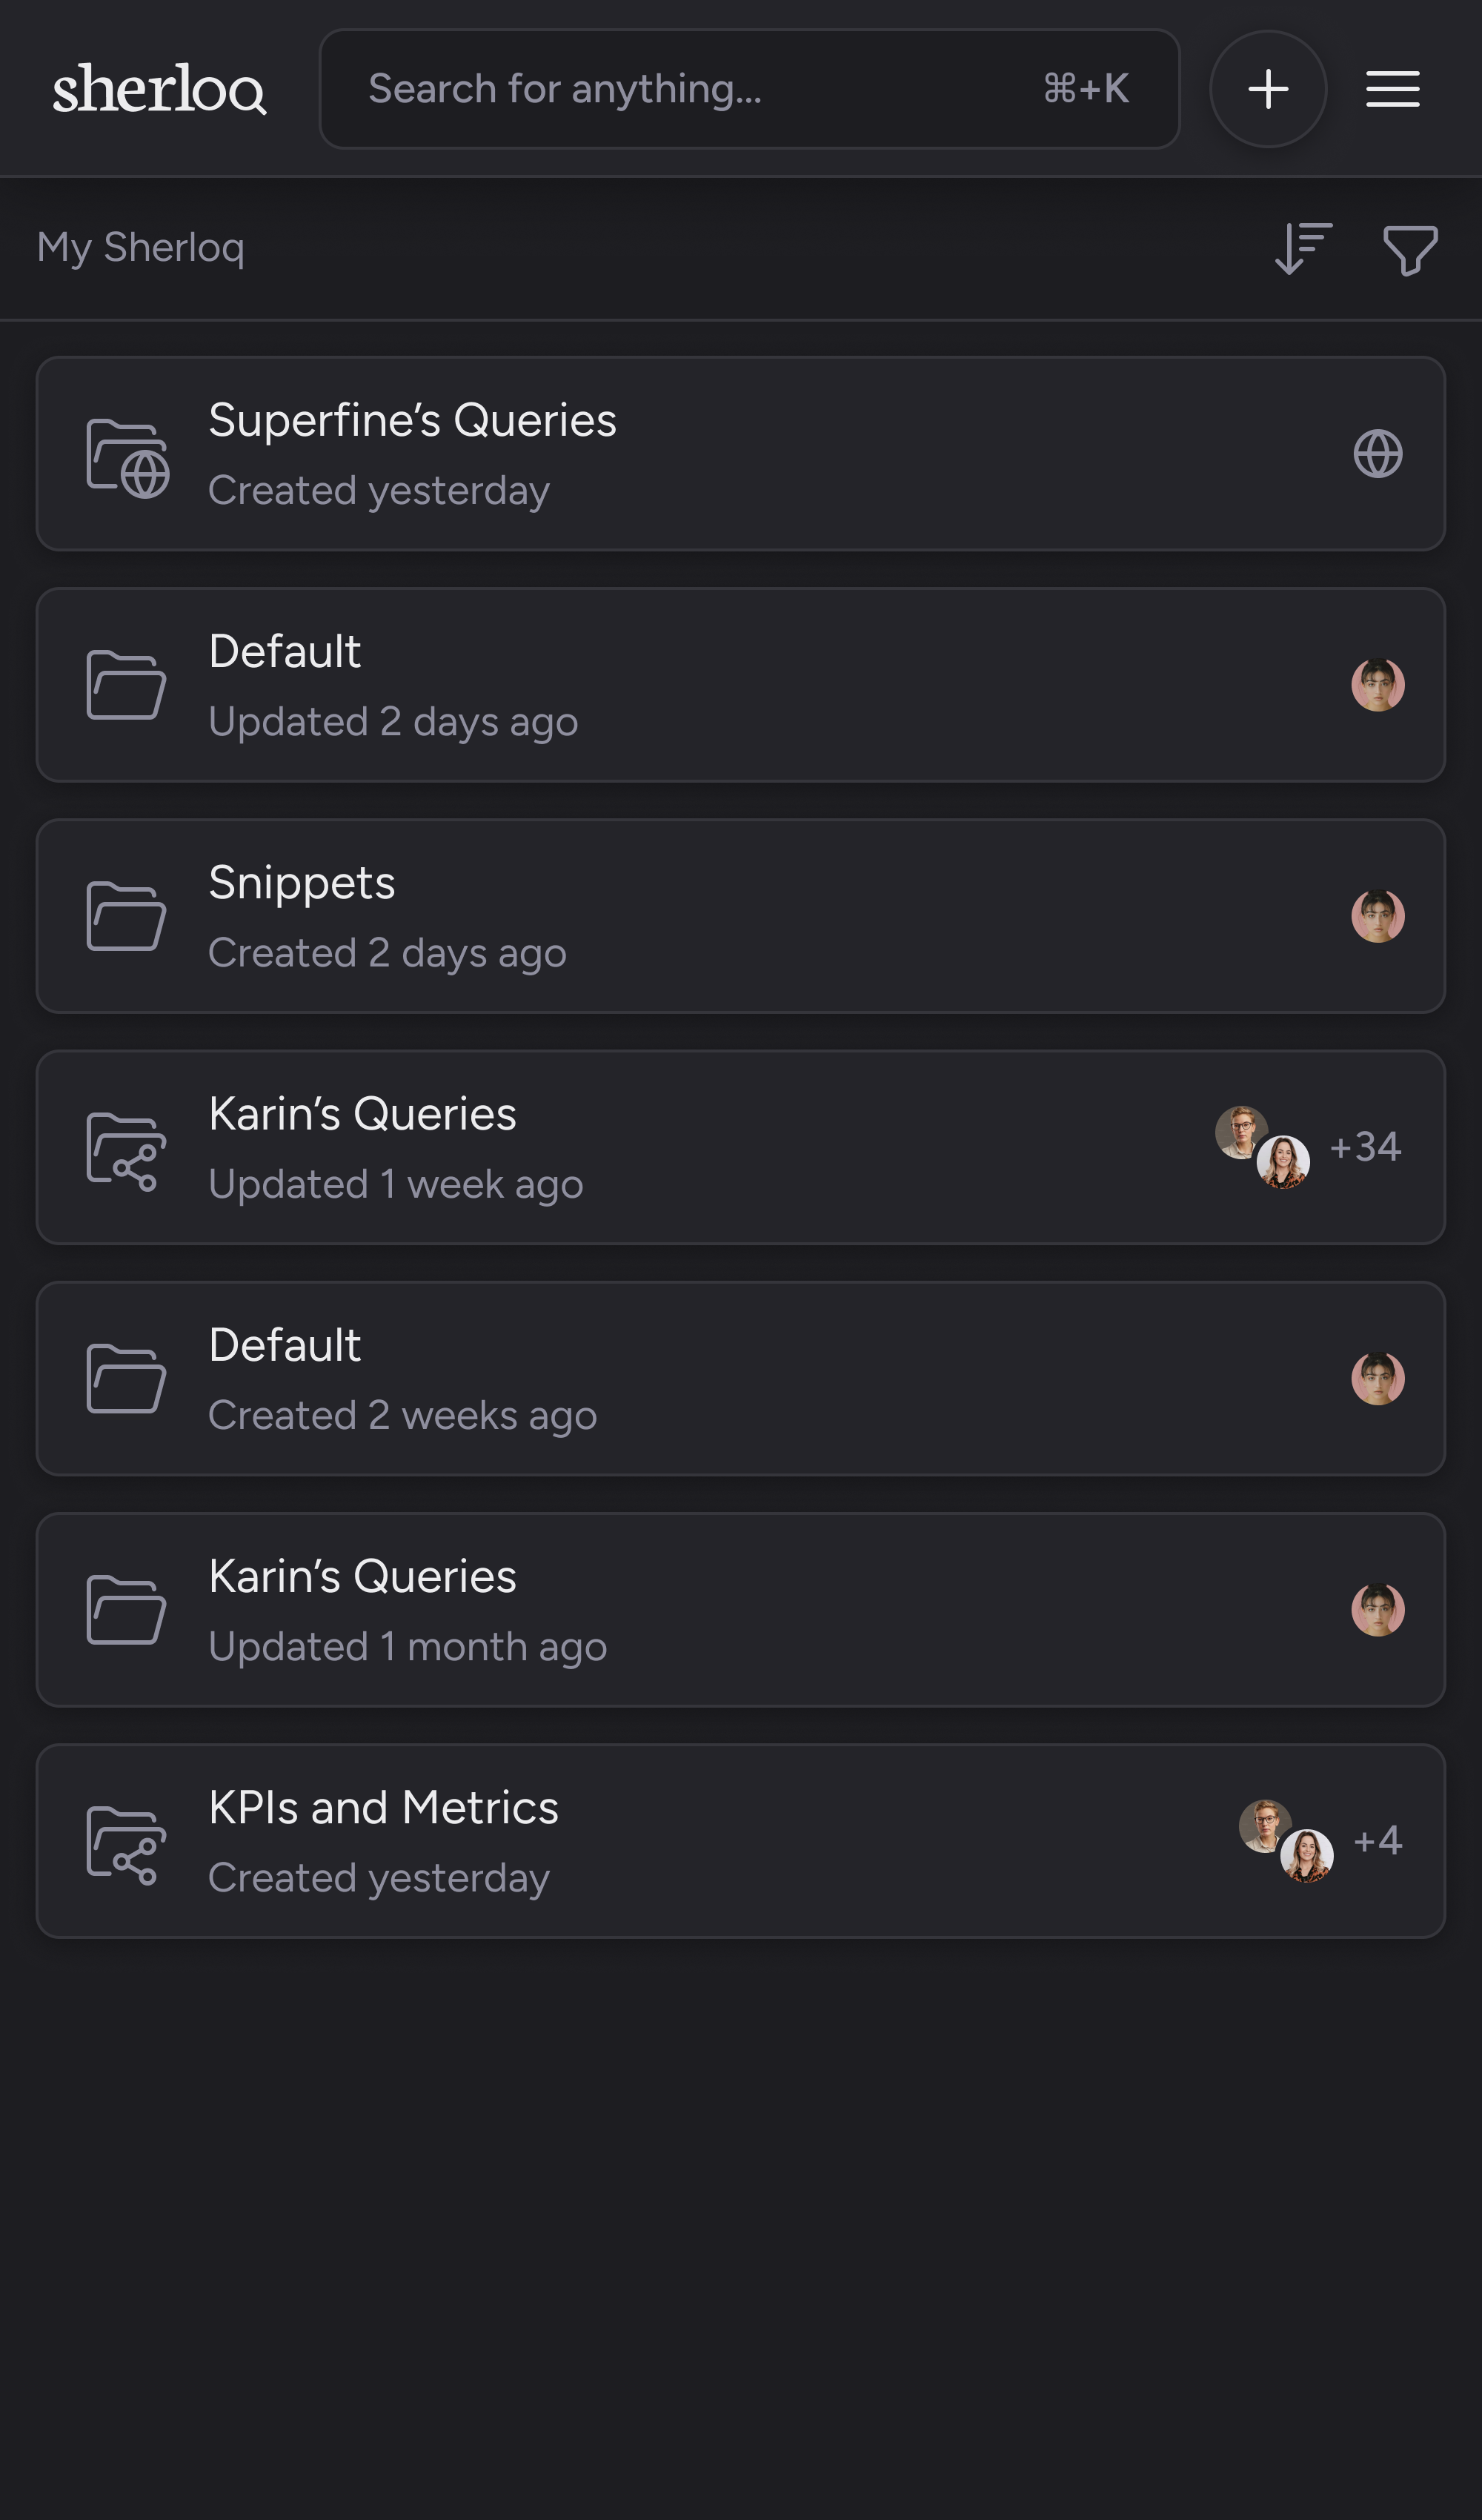 sherloq
Search for anything... ⌘+K
My Sherloq
Superfine’s Queries
Created yesterday
Default
Updated 2 days ago
Snippets
Created 2 days ago
Karin’s Queries
Updated 1 week ago
+34
Default
Created 2 weeks ago
Karin’s Queries
Updated 1 month ago
KPIs and Metrics
Created yesterday
+4